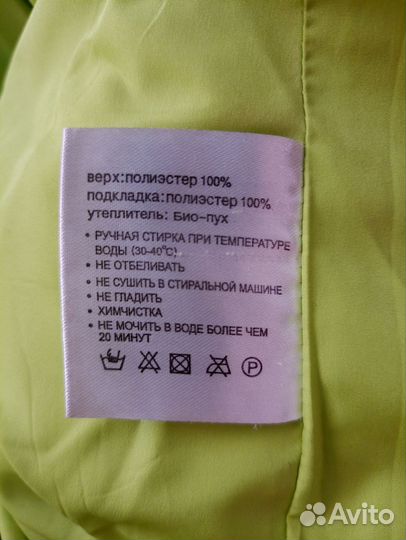 верх:полиэстер 100%
подкладка:полиэстер 100%
утеплитель: Био-пух
• РУЧНАЯ СТИРКА ПРИ ТЕМПЕРАТУРЕ
ВОДЫ (30-40°C)
• НЕ ОТБЕЛИВАТЬ
• НЕ СУШИТЬ В СТИРАЛЬНОЙ МАШИНЕ
• НЕ ГЛАДИТЬ
• ХИМЧИСТКА
• НЕ МОЧИТЬ В ВОДЕ БОЛЕЕ ЧЕМ
20 МИНУТ
P
Avito